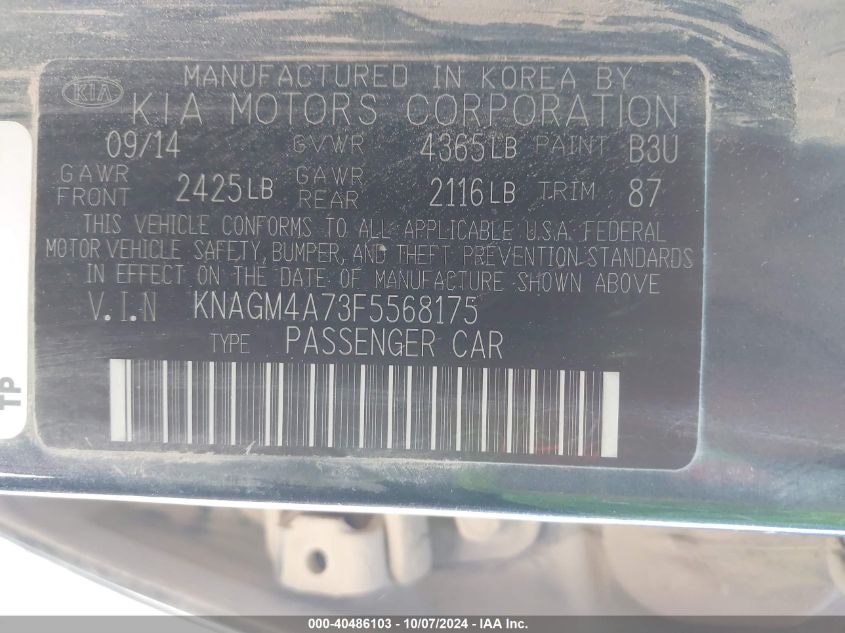 MANUFACTURED IN KOREA BY
KIA KIA MOTORS CORPORATION
09/14 GVWR 4365LB PAINT B3U
GAWR FRONT 2425LB GAWR REAR 2116LB TRIM 87
THIS VEHICLE CONFORMS TO ALL APPLICABLE U.S.A. FEDERAL
MOTOR VEHICLE SAFETY, BUMPER, AND THEFT PREVENTION STANDARDS
IN EFFECT ON THE DATE OF MANUFACTURE SHOWN ABOVE
V.I.N KNAGM4A73F5568175
TYPE PASSENGER CAR
TP
000-40486103 - 10/07/2024 - IAA Inc.